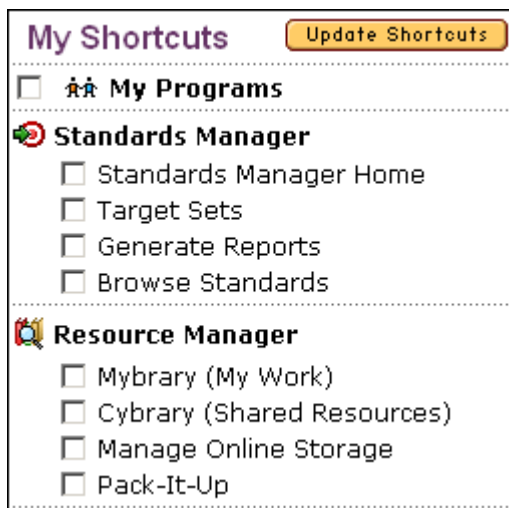 My Shortcuts Update Shortcuts
My Programs
Standards Manager
Standards Manager Home
Target Sets
Generate Reports
Browse Standards
Resource Manager
Mybrary (My Work)
Cybrary (Shared Resources)
Manage Online Storage
Pack-It-Up